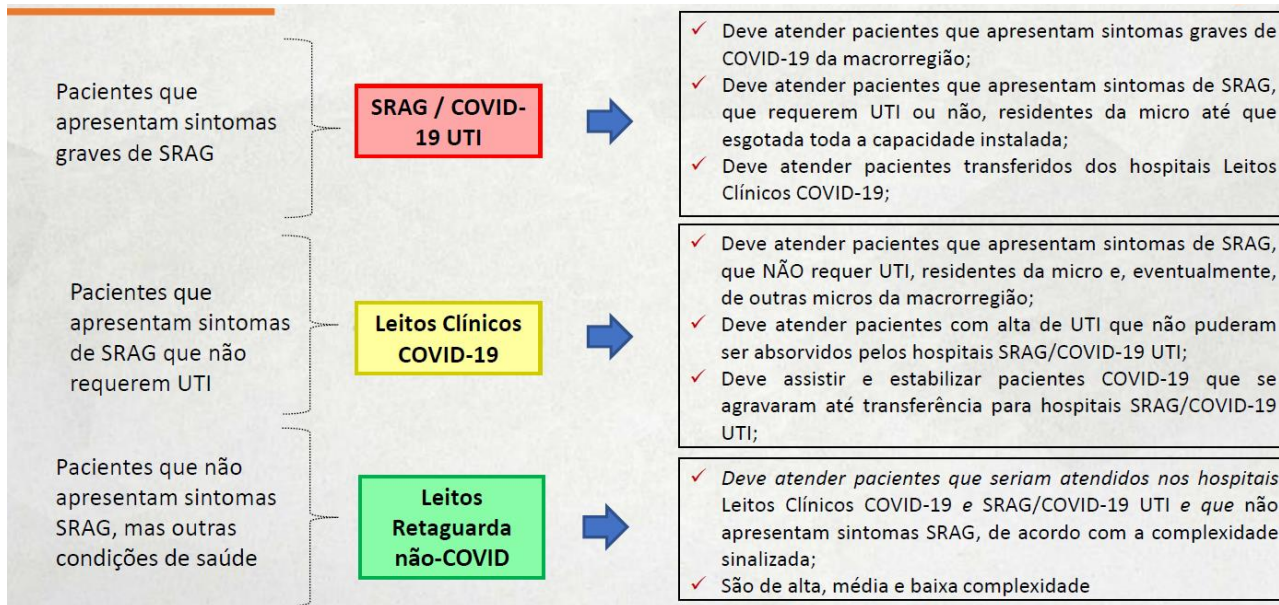 Pacientes que
apresentam sintomas
graves de SRAG
SRAG / COVID-
19 UTI
✓ Deve atender pacientes que apresentam sintomas graves de
COVID-19 da macrorregião;
✓ Deve atender pacientes que apresentam sintomas de SRAG,
que requerem UTI ou não, residentes da micro até que
esgotada toda a capacidade instalada;
✓ Deve atender pacientes transferidos dos hospitais Leitos
Clínicos COVID-19;
Pacientes que
apresentam sintomas
de SRAG que não
requerem UTI
Leitos Clínicos
COVID-19
✓ Deve atender pacientes que apresentam sintomas de SRAG,
que NÃO requer UTI, residentes da micro e, eventualmente,
de outras micros da macrorregião;
✓ Deve atender pacientes com alta de UTI que não puderam
ser absorvidos pelos hospitais SRAG/COVID-19 UTI;
✓ Deve assistir e estabilizar pacientes COVID-19 que se
agravaram até transferência para hospitais SRAG/COVID-19
UTI;
Pacientes que não
apresentam sintomas
SRAG, mas outras
condições de saúde
Leitos
Retaguarda
não-COVID
✓ Deve atender pacientes que seriam atendidos nos hospitais
Leitos Clínicos COVID-19 e SRAG/COVID-19 UTI e que não
apresentam sintomas SRAG, de acordo com a complexidade
sinalizada;
✓ São de alta, média e baixa complexidade